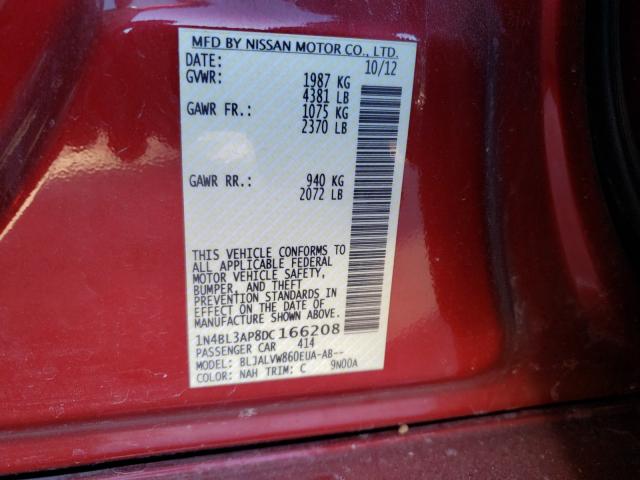 MFD BY NISSAN MOTOR CO., LTD.
DATE: 10/12
GVWR: 1987 KG
4381 LB
GAWR FR.: 1075 KG
2370 LB
GAWR RR.: 940 KG
2072 LB
THIS VEHICLE CONFORMS TO
ALL APPLICABLE FEDERAL
MOTOR VEHICLE SAFETY,
BUMPER, AND THEFT
PREVENTION STANDARDS IN
EFFECT ON THE DATE OF
MANUFACTURE SHOWN ABOVE.
1N4BL3AP8DC166208
PASSENGER CAR 414
MODEL: BLJALVW860EUA-AB--
COLOR: NAH TRIM: C 9N00A